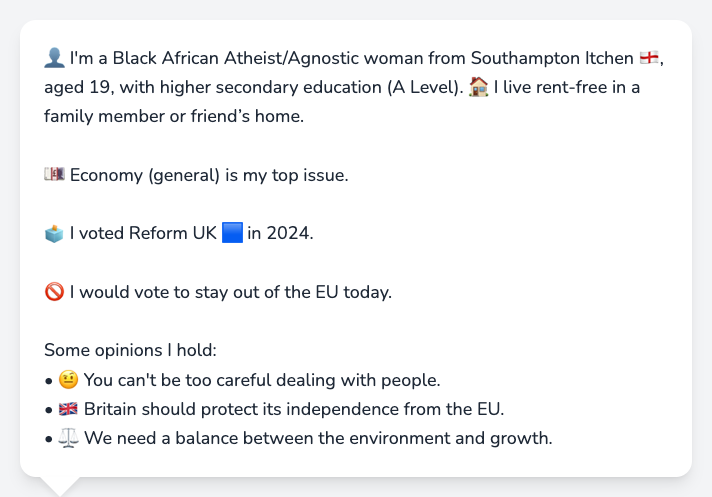 👤 I'm a Black African Atheist/Agnostic woman from Southampton Itchen 🏴󠁧󠁢󠁥󠁮󠁧󠁿,
aged 19, with higher secondary education (A Level). 🏠 I live rent-free in a
family member or friend’s home.
💷 Economy (general) is my top issue.
🗳️ I voted Reform UK 🟦 in 2024.
🚫 I would vote to stay out of the EU today.
Some opinions I hold:
• 🤨 You can't be too careful dealing with people.
• 🇬🇧 Britain should protect its independence from the EU.
• ⚖️ We need a balance between the environment and growth.